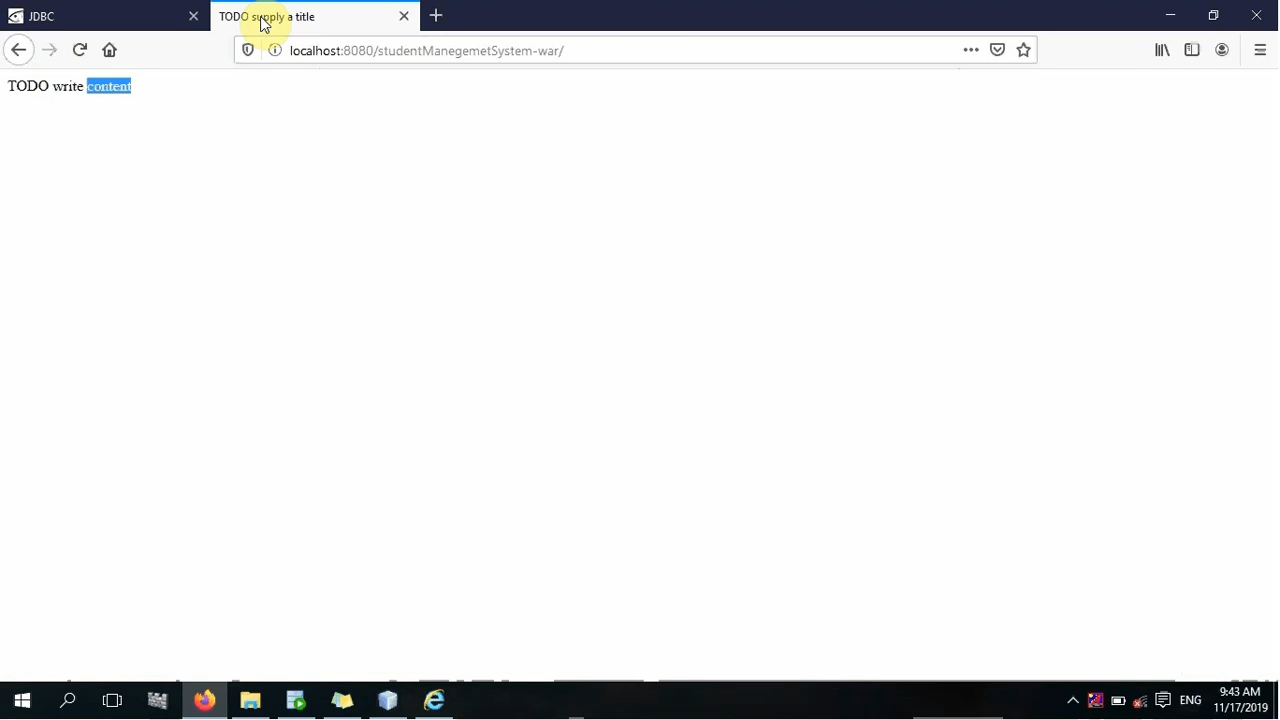 JDBC
TODO supply a title
localhost:8080/studentManegemetSystem-war/
TODO write content
ENG
9:43 AM
11/17/2019